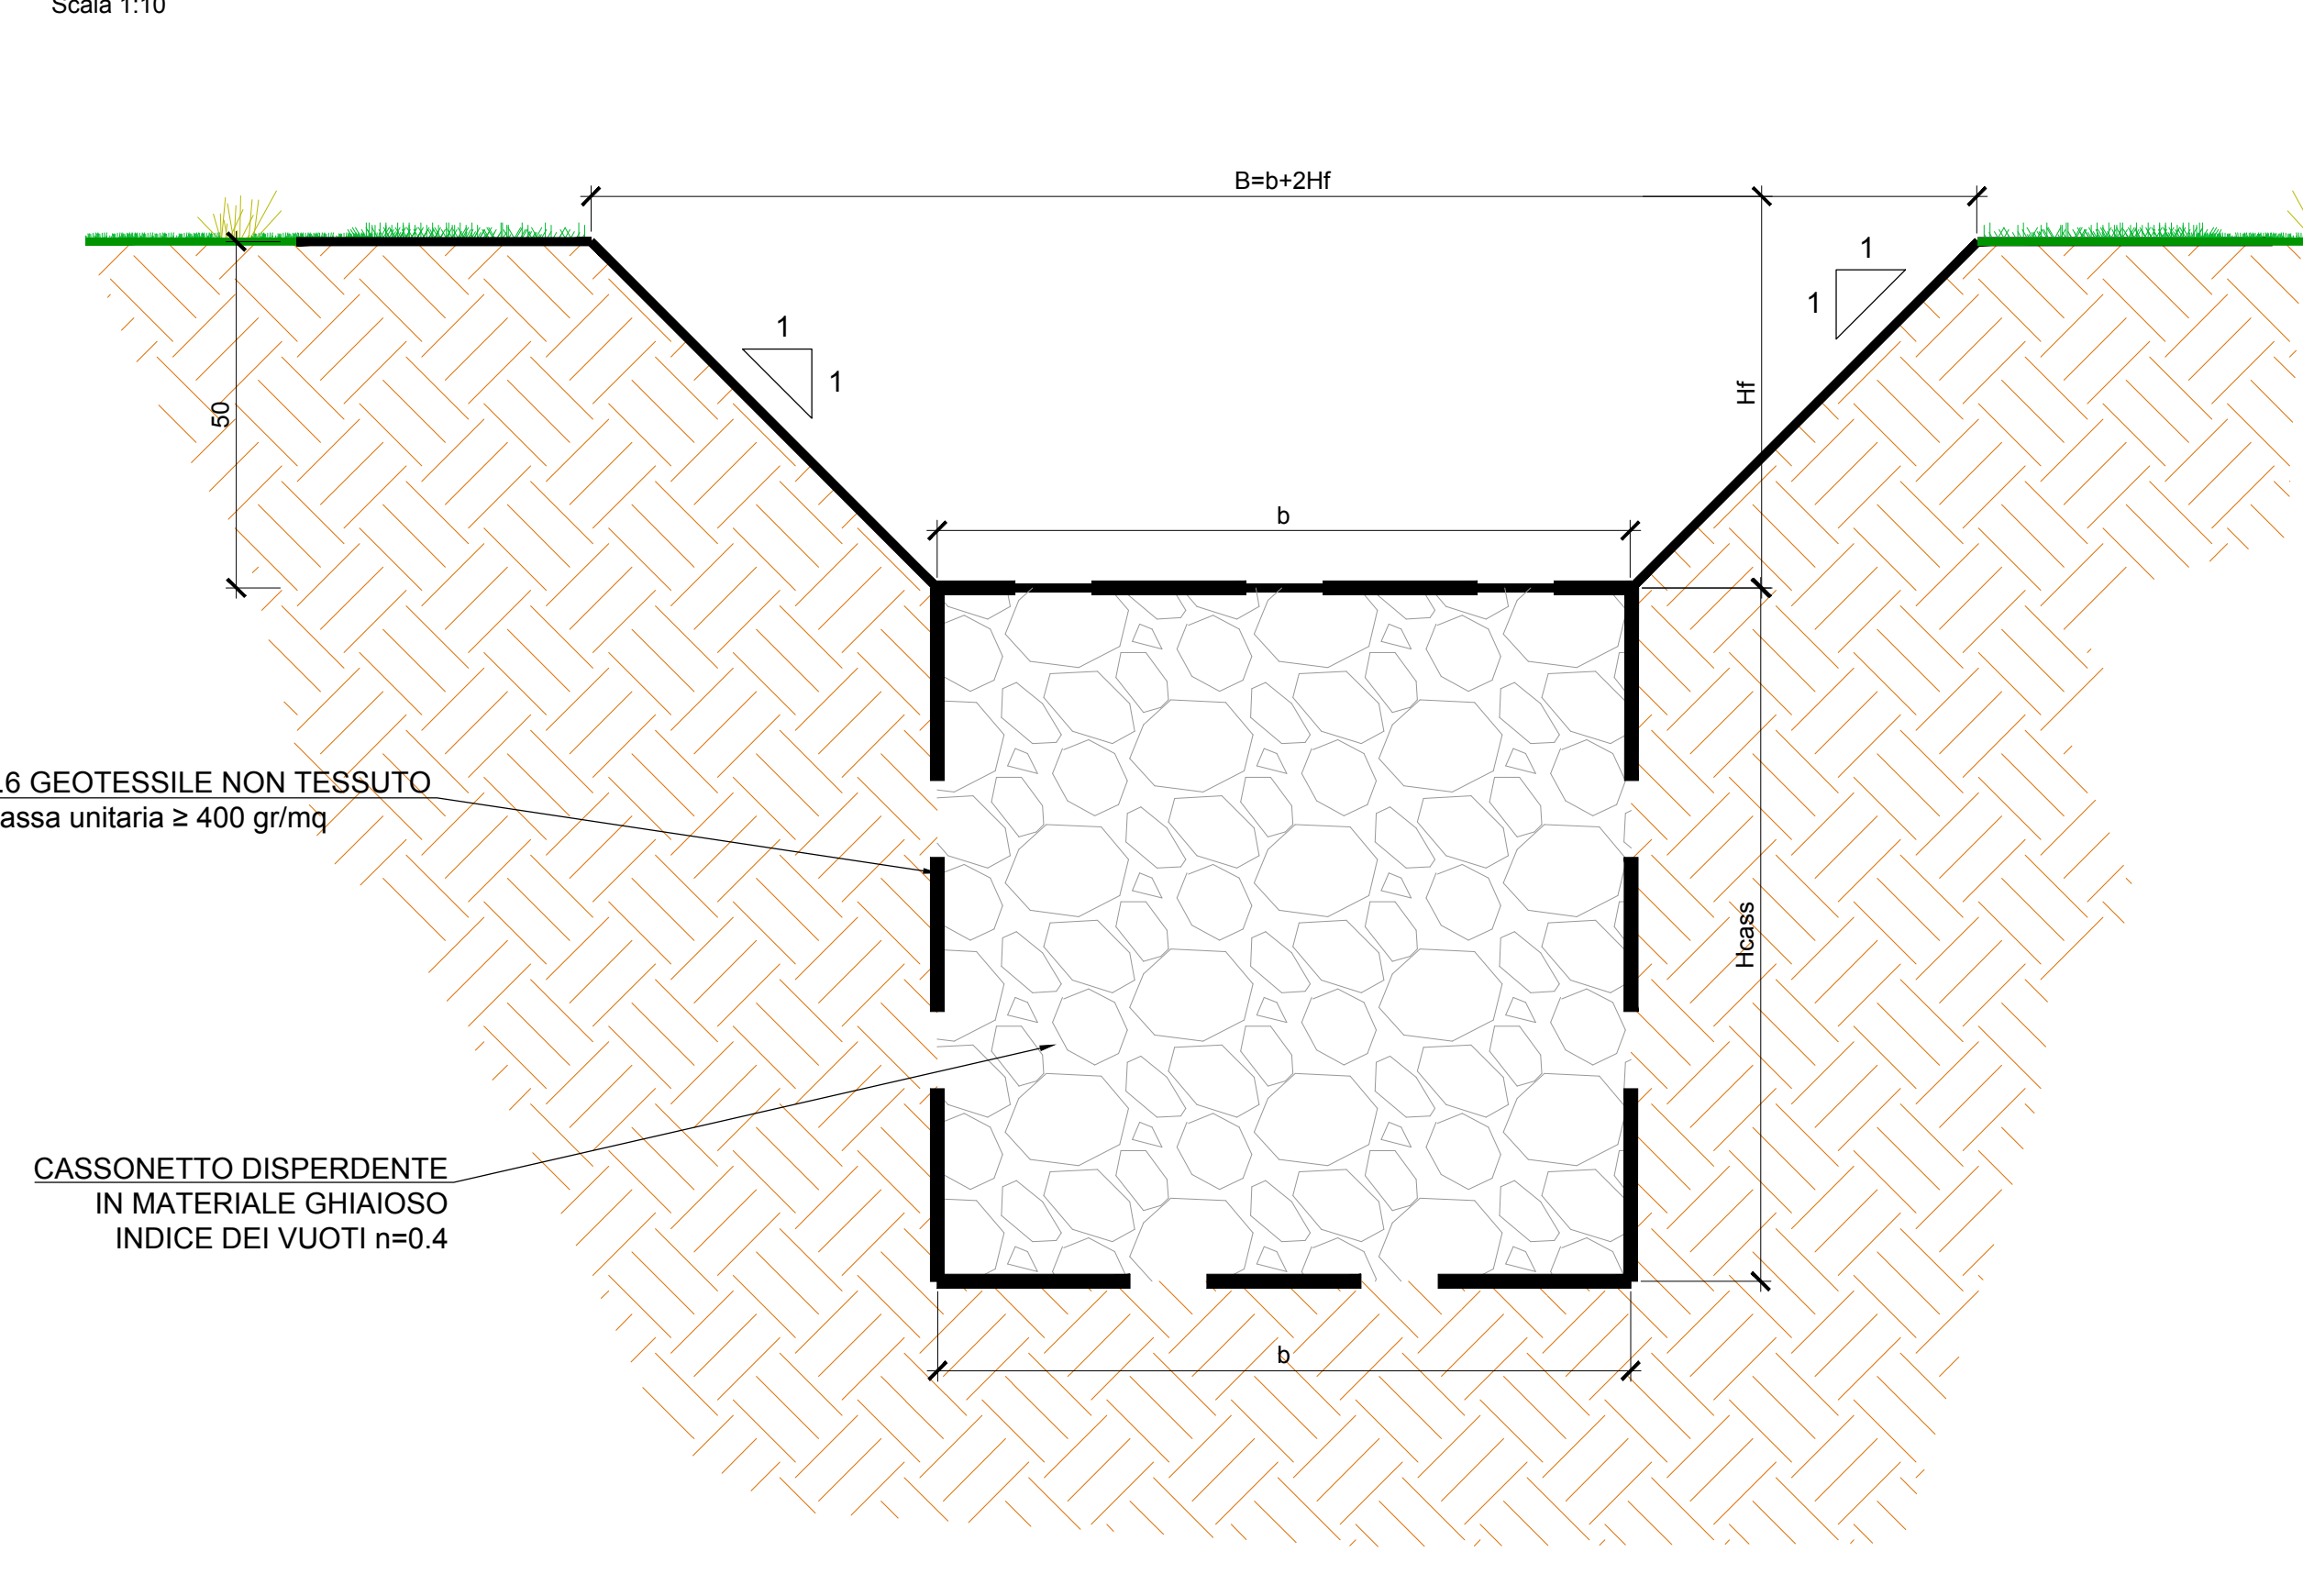 Scala 1:10
B=b+2Hf
1
1
1
1
50
Hf
b
.6 GEOTESSILE NON TESSUTO
assa unitaria ≥ 400 gr/mq
Hcass
CASSONETTO DISPERDENTE
IN MATERIALE GHIAIOSO
INDICE DEI VUOTI n=0.4
b